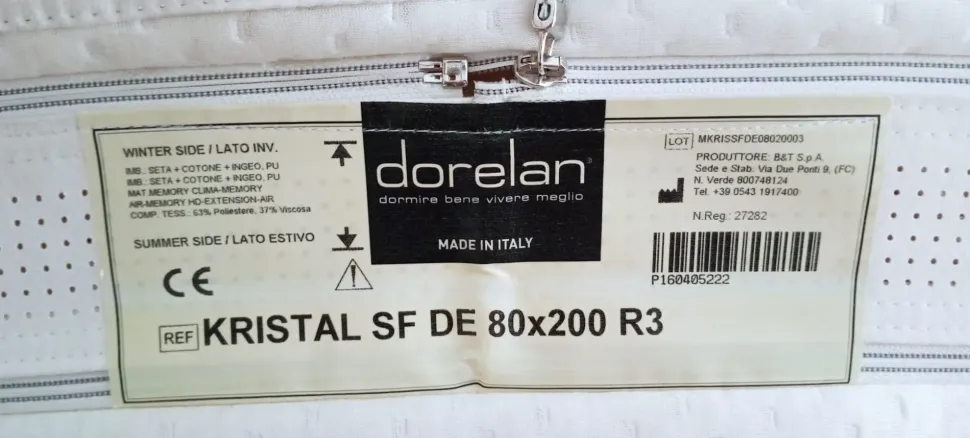 WINTER SIDE / LATO INV.
IMB.: SETA + COTONE + INGEO, PU
IMB.: SETA + COTONE + INGEO, PU
MAT.MEMORY CLIMA-MEMORY
AIR-MEMORY HD-EXTENSION-AIR
COMP. TESS.: 63% Poliestere, 37% Viscosa
SUMMER SIDE / LATO ESTIVO
CE
dorelan
dormire bene vivere meglio
MADE IN ITALY
LOT MKRISSFDE08020003
PRODUTTORE: B&T S.p.A.
Sede e Stab. Via Due Ponti 9, (FC)
N. Verde 800748124
Tel. +39 0543 1917400
N.Reg.: 27282
P160405222
REF KRISTAL SF DE 80x200 R3